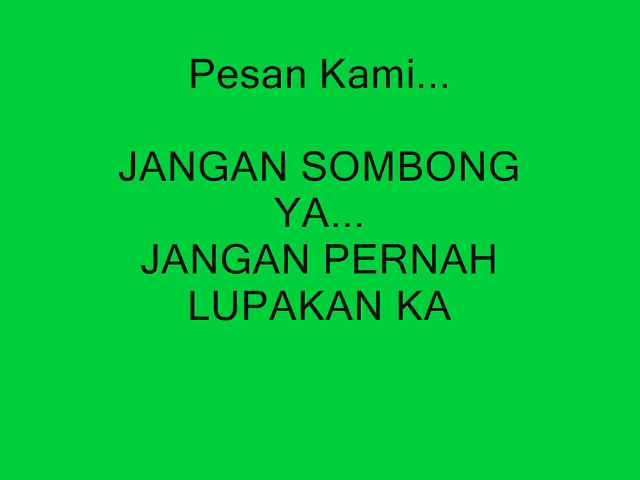 Pesan Kami...
JANGAN SOMBONG
YA...
JANGAN PERNAH
LUPAKAN KA